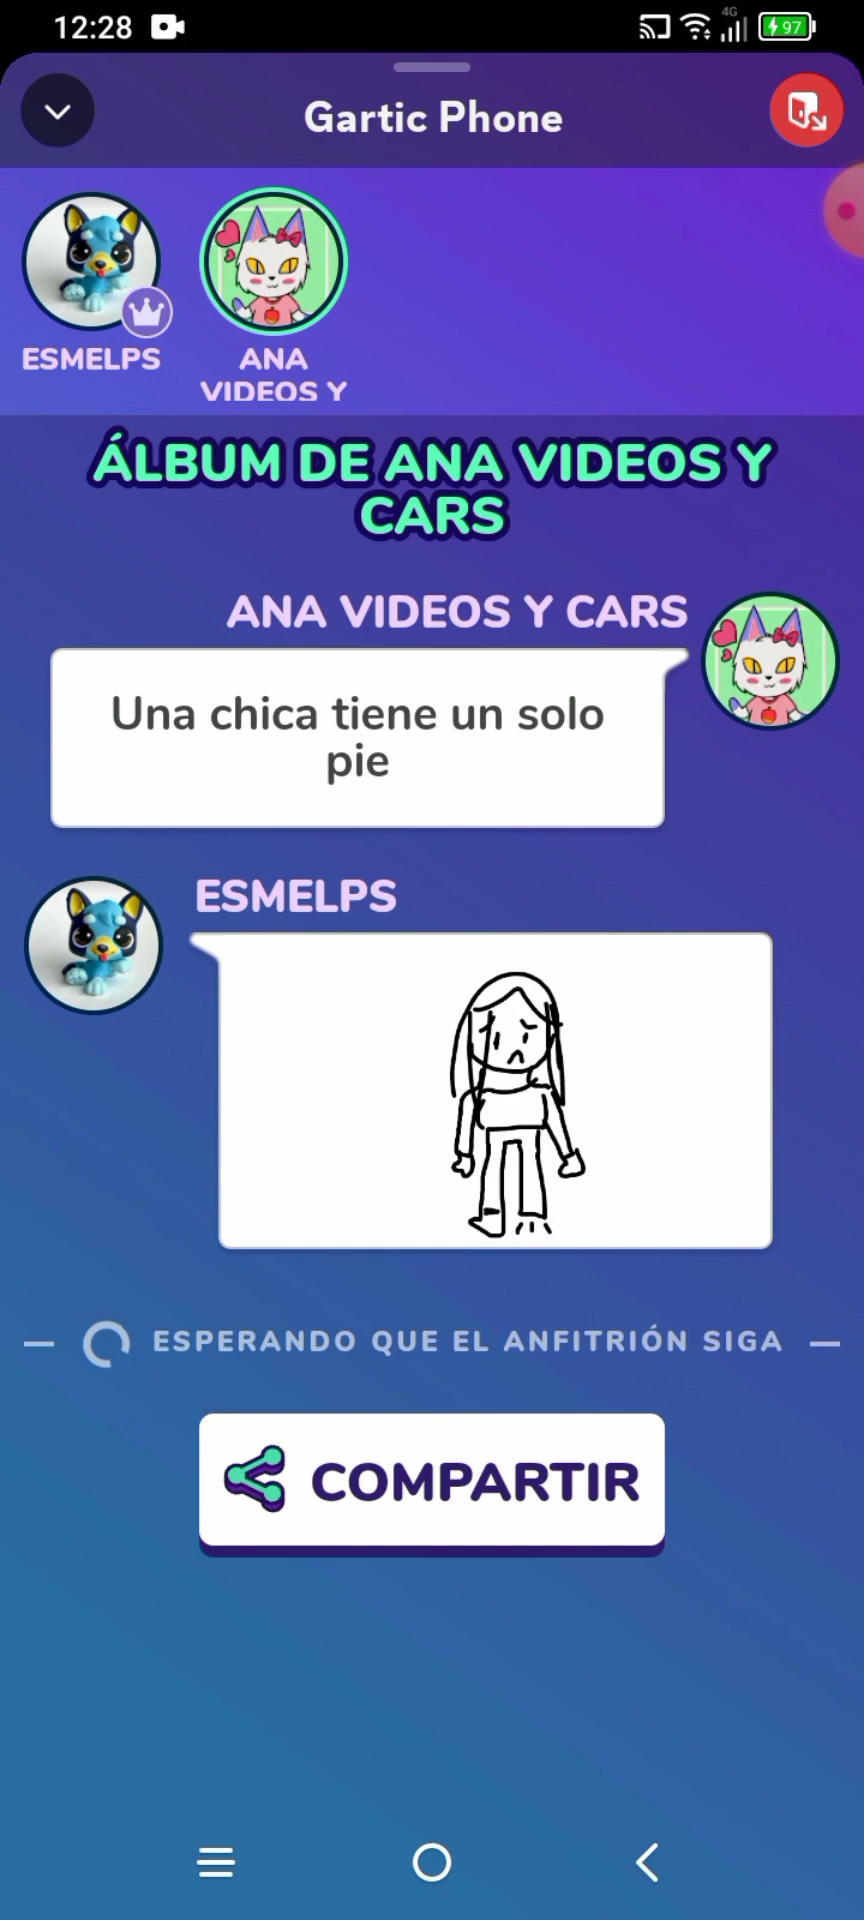 12:28
4G
97
Gartic Phone
ESMELPS
ANA
VIDEOS Y
ÁLBUM DE ANA VIDEOS Y
CARS
ANA VIDEOS Y CARS
Una chica tiene un solo
pie
ESMELPS
ESPERANDO QUE EL ANFITRIÓN SIGA
COMPARTIR